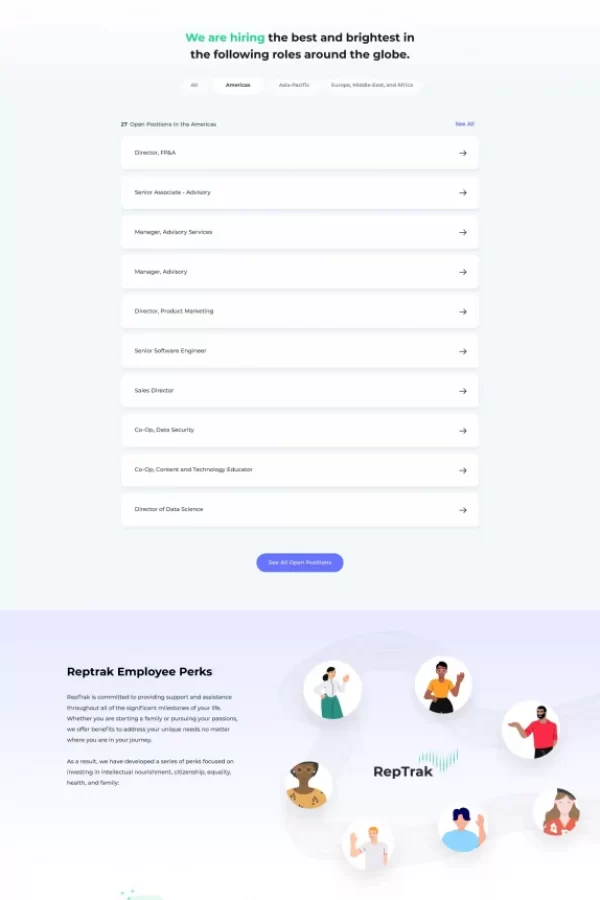 We are hiring the best and brightest in
the following roles around the globe.
All
Americas
Asia-Pacific
Europe, Middle-East, and Africa
27 Open Positions in the Americas
See All
Director, FP&A
Senior Associate - Advisory
Manager, Advisory Services
Manager, Advisory
Director, Product Marketing
Senior Software Engineer
Sales Director
Co-Op, Data Security
Co-Op, Content and Technology Educator
Director of Data Science
See All Open Positions
Reptrak Employee Perks
RepTrak is committed to providing support and assistance
throughout all of the significant milestones of your life.
Whether you are starting a family or pursuing your passions,
we offer benefits to address your unique needs no matter
where you are in your journey.
As a result, we have developed a series of perks focused on
investing in intellectual nourishment, citizenship, equality,
health, and family:
RepTrak